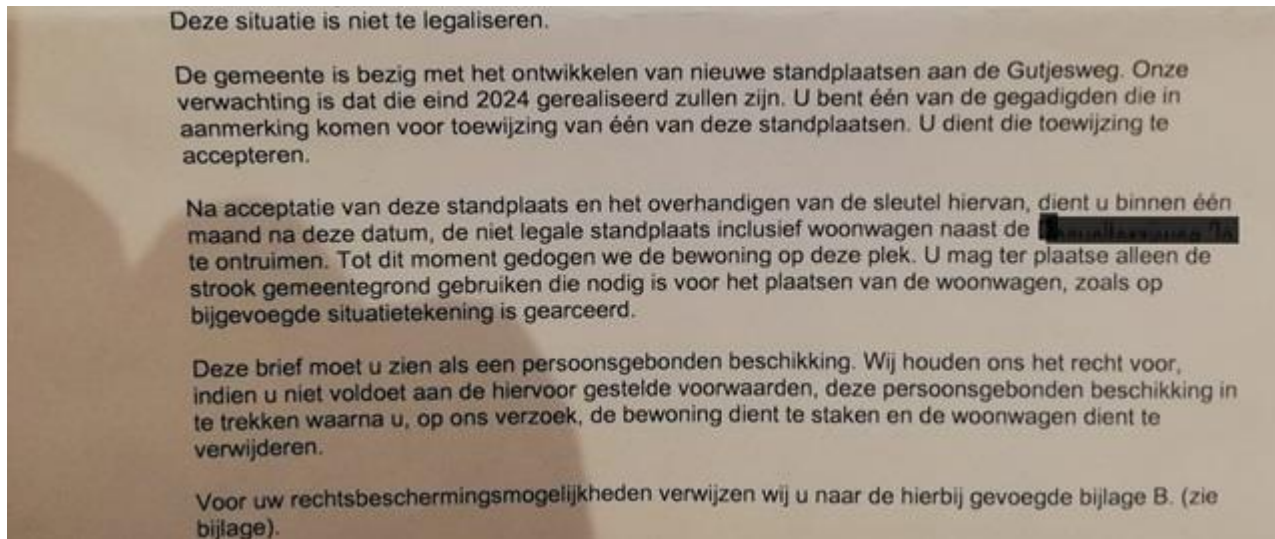 Deze situatie is niet te legaliseren.
De gemeente is bezig met het ontwikkelen van nieuwe standplaatsen aan de Gutjesweg. Onze
verwachting is dat die eind 2024 gerealiseerd zullen zijn. U bent één van de gegadigden die in
aanmerking komen voor toewijzing van één van deze standplaatsen. U dient die toewijzing te
accepteren.
Na acceptatie van deze standplaats en het overhandigen van de sleutel hiervan, dient u binnen één
maand na deze datum, de niet legale standplaats inclusief woonwagen naast de
te ontruimen. Tot dit moment gedogen we de bewoning op deze plek. U mag ter plaatse alleen de
strook gemeentegrond gebruiken die nodig is voor het plaatsen van de woonwagen, zoals op
bijgevoegde situatietekening is gearceerd.
Deze brief moet u zien als een persoonsgebonden beschikking. Wij houden ons het recht voor,
indien u niet voldoet aan de hiervoor gestelde voorwaarden, deze persoonsgebonden beschikking in
te trekken waarna u, op ons verzoek, de bewoning dient te staken en de woonwagen dient te
verwijderen.
Voor uw rechtsbeschermingsmogelijkheden verwijzen wij u naar de hierbij gevoegde bijlage B. (zie
bijlage).